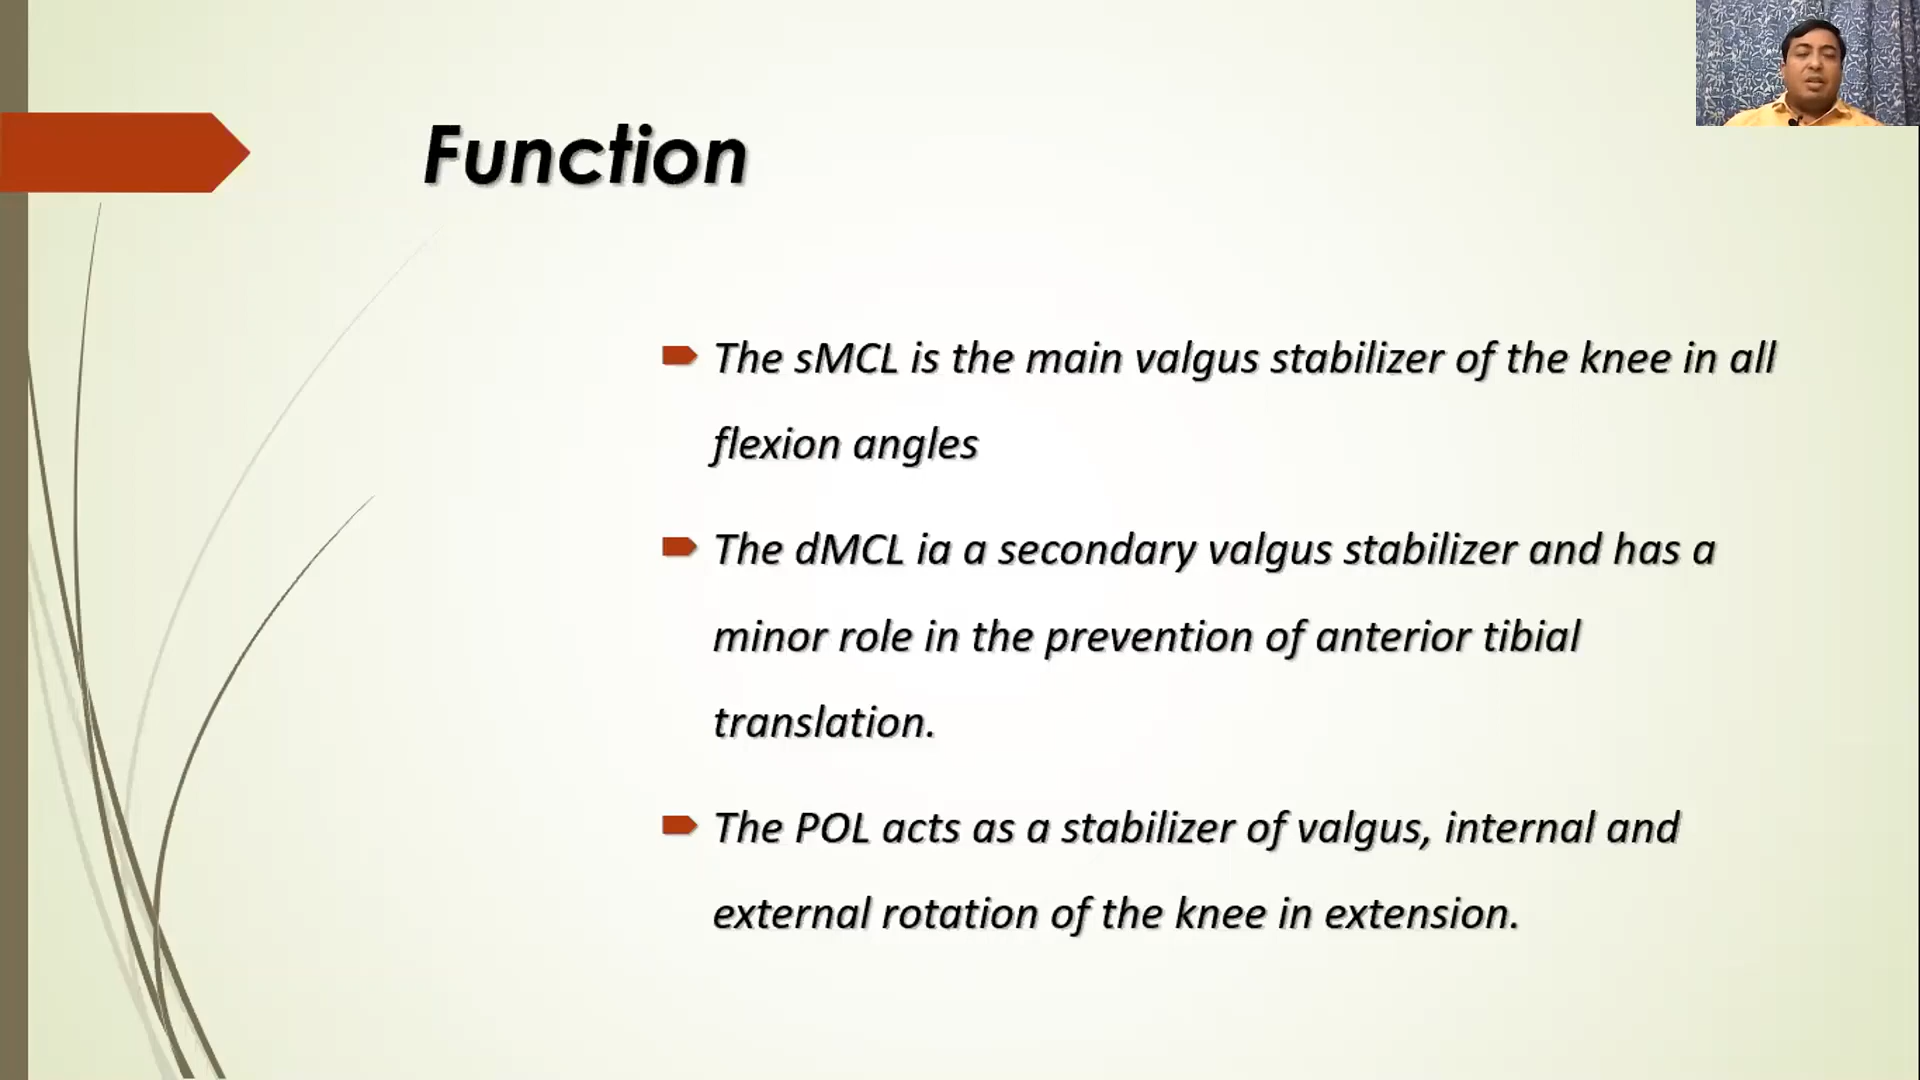 Function
The sMCL is the main valgus stabilizer of the knee in all
flexion angles
The dMCL ia a secondary valgus stabilizer and has a
minor role in the prevention of anterior tibial
translation.
The POL acts as a stabilizer of valgus, internal and
external rotation of the knee in extension.